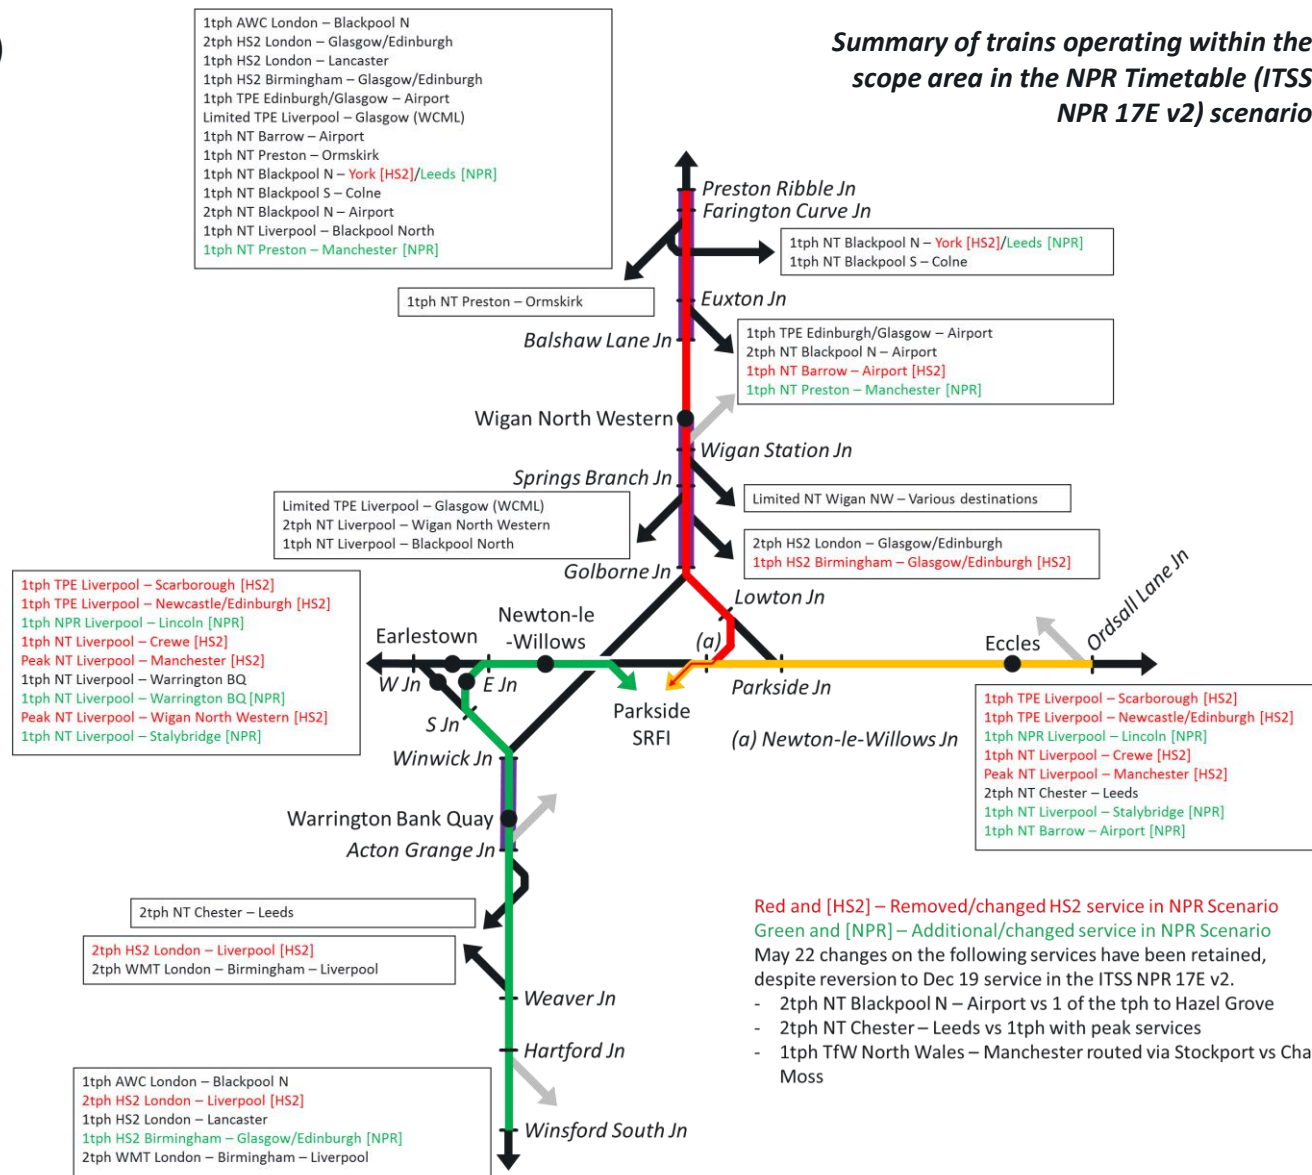 Summary of trains operating within the
scope area in the NPR Timetable (ITSS
NPR 17E v2) scenario
1tph AWC London – Blackpool N
2tph HS2 London – Glasgow/Edinburgh
1tph HS2 London – Lancaster
1tph HS2 Birmingham – Glasgow/Edinburgh
1tph TPE Edinburgh/Glasgow – Airport
Limited TPE Liverpool – Glasgow (WCML)
1tph NT Barrow – Airport
1tph NT Preston – Ormskirk
1tph NT Blackpool N – York [HS2]/Leeds [NPR]
1tph NT Blackpool S – Colne
2tph NT Blackpool N – Airport
1tph NT Liverpool – Blackpool North
1tph NT Preston – Manchester [NPR]
Preston Ribble Jn
Farington Curve Jn
1tph NT Blackpool N – York [HS2]/Leeds [NPR]
1tph NT Blackpool S – Colne
1tph NT Preston – Ormskirk
Euxton Jn
Balshaw Lane Jn
1tph TPE Edinburgh/Glasgow – Airport
2tph NT Blackpool N – Airport
1tph NT Barrow – Airport [HS2]
1tph NT Preston – Manchester [NPR]
Wigan North Western
Wigan Station Jn
Springs Branch Jn
Limited NT Wigan NW – Various destinations
Limited TPE Liverpool – Glasgow (WCML)
2tph NT Liverpool – Wigan North Western
1tph NT Liverpool – Blackpool North
2tph HS2 London – Glasgow/Edinburgh
1tph HS2 Birmingham – Glasgow/Edinburgh [HS2]
Golborne Jn
Lowton Jn
1tph TPE Liverpool – Scarborough [HS2]
1tph TPE Liverpool – Newcastle/Edinburgh [HS2]
1tph NPR Liverpool – Lincoln [NPR]
1tph NT Liverpool – Crewe [HS2]
Peak NT Liverpool – Manchester [HS2]
1tph NT Liverpool – Warrington BQ
1tph NT Liverpool – Warrington BQ [NPR]
Peak NT Liverpool – Wigan North Western [HS2]
1tph NT Liverpool – Stalybridge [NPR]
Earlestown
Newton-le
-Willows
(a)
Eccles
Ordsall Lane Jn
W Jn
E Jn
S Jn
Parkside
SRFI
Parkside Jn
(a) Newton-le-Willows Jn
1tph TPE Liverpool – Scarborough [HS2]
1tph TPE Liverpool – Newcastle/Edinburgh [HS2]
1tph NPR Liverpool – Lincoln [NPR]
1tph NT Liverpool – Crewe [HS2]
Peak NT Liverpool – Manchester [HS2]
2tph NT Chester – Leeds
1tph NT Liverpool – Stalybridge [NPR]
1tph NT Barrow – Airport [NPR]
Winwick Jn
Warrington Bank Quay
Acton Grange Jn
2tph NT Chester – Leeds
2tph HS2 London – Liverpool [HS2]
2tph WMT London – Birmingham – Liverpool
Weaver Jn
Hartford Jn
1tph AWC London – Blackpool N
2tph HS2 London – Liverpool [HS2]
1tph HS2 London – Lancaster
1tph HS2 Birmingham – Glasgow/Edinburgh [NPR]
2tph WMT London – Birmingham – Liverpool
Winsford South Jn
Red and [HS2] – Removed/changed HS2 service in NPR Scenario
Green and [NPR] – Additional/changed service in NPR Scenario
May 22 changes on the following services have been retained,
despite reversion to Dec 19 service in the ITSS NPR 17E v2.
- 2tph NT Blackpool N – Airport vs 1 of the tph to Hazel Grove
- 2tph NT Chester – Leeds vs 1tph with peak services
- 1tph TfW North Wales – Manchester routed via Stockport vs Cha
Moss